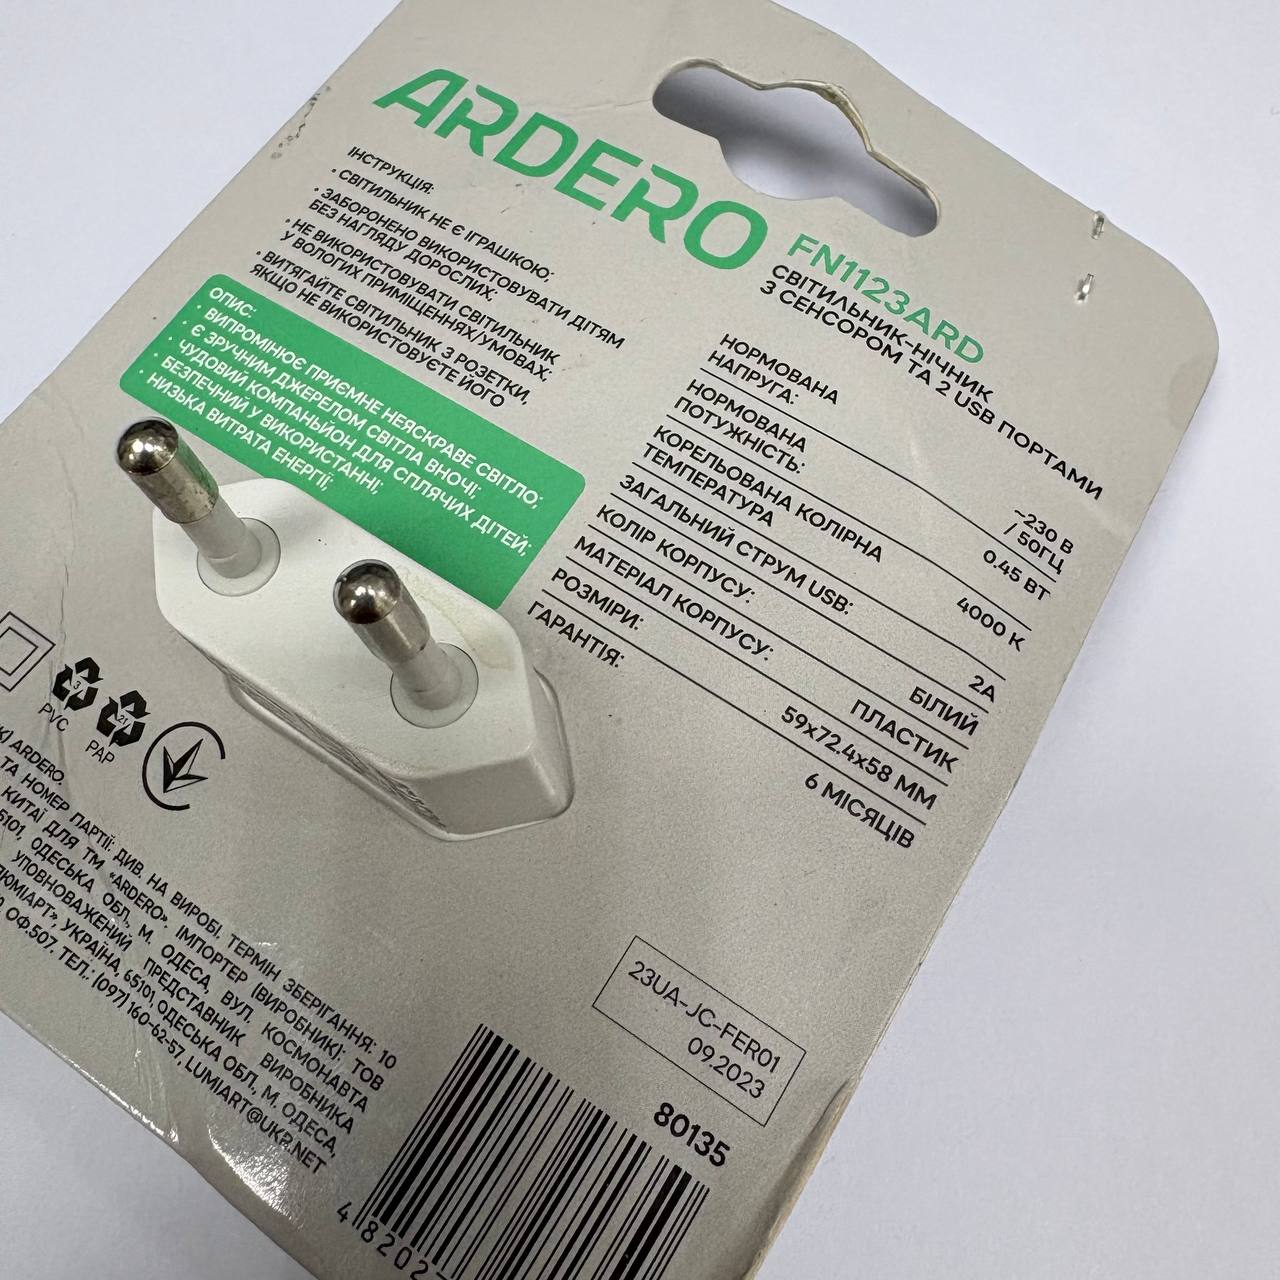 ARDERO
FN1123ARD
СВІТИЛЬНИК-НІЧНИК
З СЕНСОРОМ ТА 2 USB ПОРТАМИ
ІНСТРУКЦІЯ:
· СВІТИЛЬНИК НЕ Є ІГРАШКОЮ;
· ЗАБОРОНЕНО ВИКОРИСТОВУВАТИ ДІТЯМ
БЕЗ НАГЛЯДУ ДОРОСЛИХ;
· НЕ ВИКОРИСТОВУВАТИ СВІТИЛЬНИК
У ВОЛОГИХ ПРИМІЩЕННЯХ/УМОВАХ;
· ВИТЯГАЙТЕ СВІТИЛЬНИК З РОЗЕТКИ,
ЯКЩО НЕ ВИКОРИСТОВУЄТЕ ЙОГО
ОПИС:
· ВИПРОМІНЮЄ ПРИЄМНЕ НЕЯСКРАВЕ СВІТЛО;
· Є ЗРУЧНИМ ДЖЕРЕЛОМ СВІТЛА ВНОЧІ;
· ЧУДОВИЙ КОМПАНЬЙОН ДЛЯ СПЛЯЧИХ ДІТЕЙ;
· БЕЗПЕЧНИЙ У ВИКОРИСТАННІ;
· НИЗЬКА ВИТРАТА ЕНЕРГІЇ;
НОРМОВАНА
НАПРУГА:
~230 В
/ 50ГЦ
НОРМОВАНА
ПОТУЖНІСТЬ:
0.45 ВТ
КОРЕЛЬОВАНА КОЛІРНА
ТЕМПЕРАТУРА
4000 К
ЗАГАЛЬНИЙ СТРУМ USB:
2А
КОЛІР КОРПУСУ:
БІЛИЙ
МАТЕРІАЛ КОРПУСУ:
ПЛАСТИК
РОЗМІРИ:
59x72.4x58 ММ
ГАРАНТІЯ:
6 МІСЯЦІВ
3
PVC
21
PAP
ARDERO.
ТА НОМЕР ПАРТІЇ: ДИВ. НА ВИРОБІ. ТЕРМІН ЗБЕРІГАННЯ: 10
КИТАЇ ДЛЯ ТМ «ARDERO». ІМПОРТЕР (ВИРОБНИК): ТОВ
65101, ОДЕСЬКА ОБЛ., М. ОДЕСА, ВУЛ. КОСМОНАВТА
УПОВНОВАЖЕНИЙ ПРЕДСТАВНИК ВИРОБНИКА
УКРАЇНА, 65101, ОДЕСЬКА ОБЛ., М. ОДЕСА,
ОФ.507. ТЕЛ.: (097) 160-62-57, LUMIART@UKR.NET
23UA-JC-FER01
09.2023
80135
4 82027